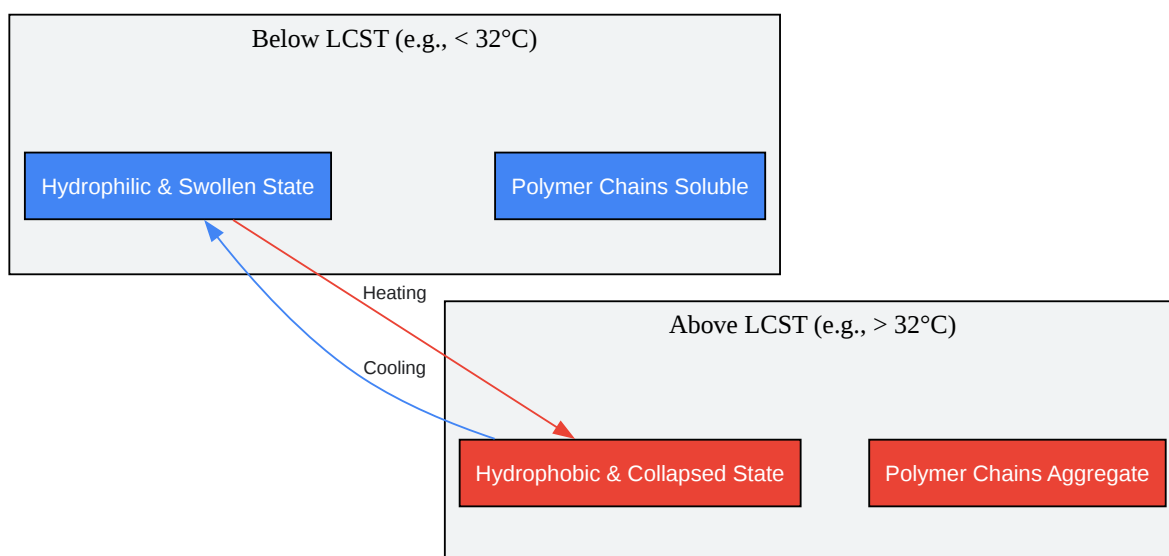 Below LCST (e.g., < 32°C)
Hydrophilic & Swollen State
Polymer Chains Soluble
Heating
Above LCST (e.g., > 32°C)
Cooling
Hydrophobic & Collapsed State
Polymer Chains Aggregate